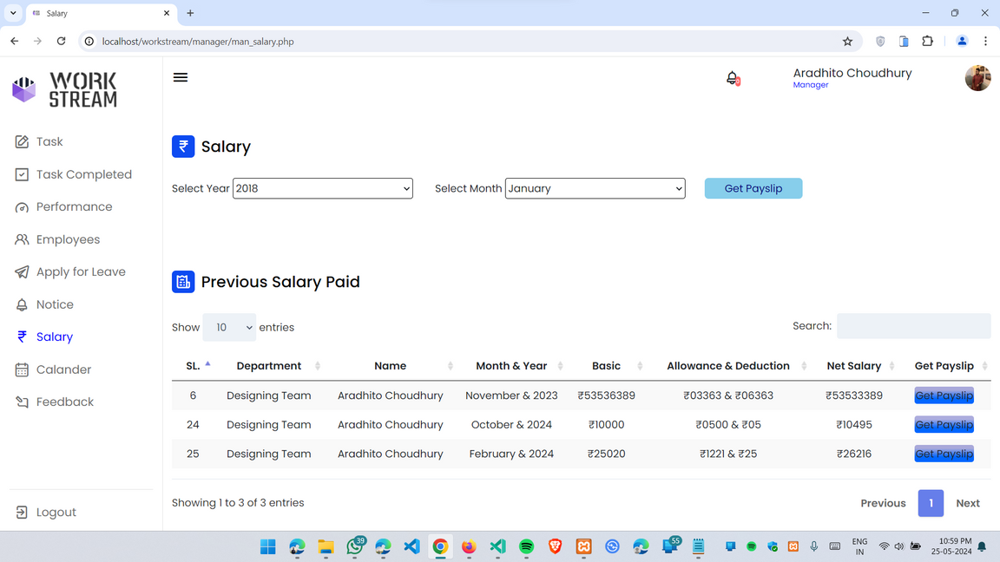 Salary
localhost/workstream/manager/man_salary.php
WORK
STREAM
Aradhito Choudhury
Manager
Task
Task Completed
Performance
Employees
Apply for Leave
Notice
Salary
Calander
Feedback
Logout
₹ Salary
Select Year 2018 Select Month January Get Payslip
Previous Salary Paid
Show 10 entries Search:
SL. Department Name Month & Year Basic Allowance & Deduction Net Salary Get Payslip
6 Designing Team Aradhito Choudhury November & 2023 ₹53536389 ₹03363 & ₹06363 ₹53533389 Get Payslip
24 Designing Team Aradhito Choudhury October & 2024 ₹10000 ₹0500 & ₹05 ₹10495 Get Payslip
25 Designing Team Aradhito Choudhury February & 2024 ₹25020 ₹1221 & ₹25 ₹26216 Get Payslip
Showing 1 to 3 of 3 entries Previous 1 Next
39
55
ENG
IN
10:59 PM
25-05-2024